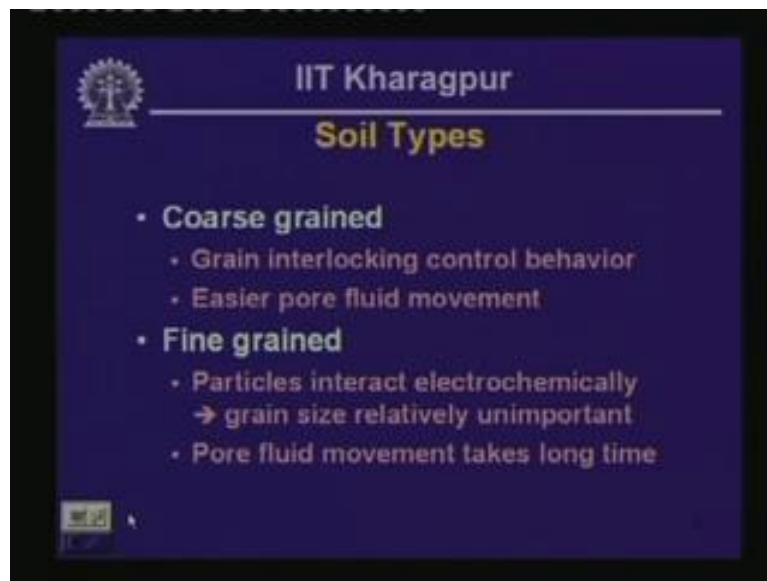 IIT Kharagpur
Soil Types
• Coarse grained
• Grain interlocking control behavior
• Easier pore fluid movement
• Fine grained
• Particles interact electrochemically
➔ grain size relatively unimportant
• Pore fluid movement takes long time